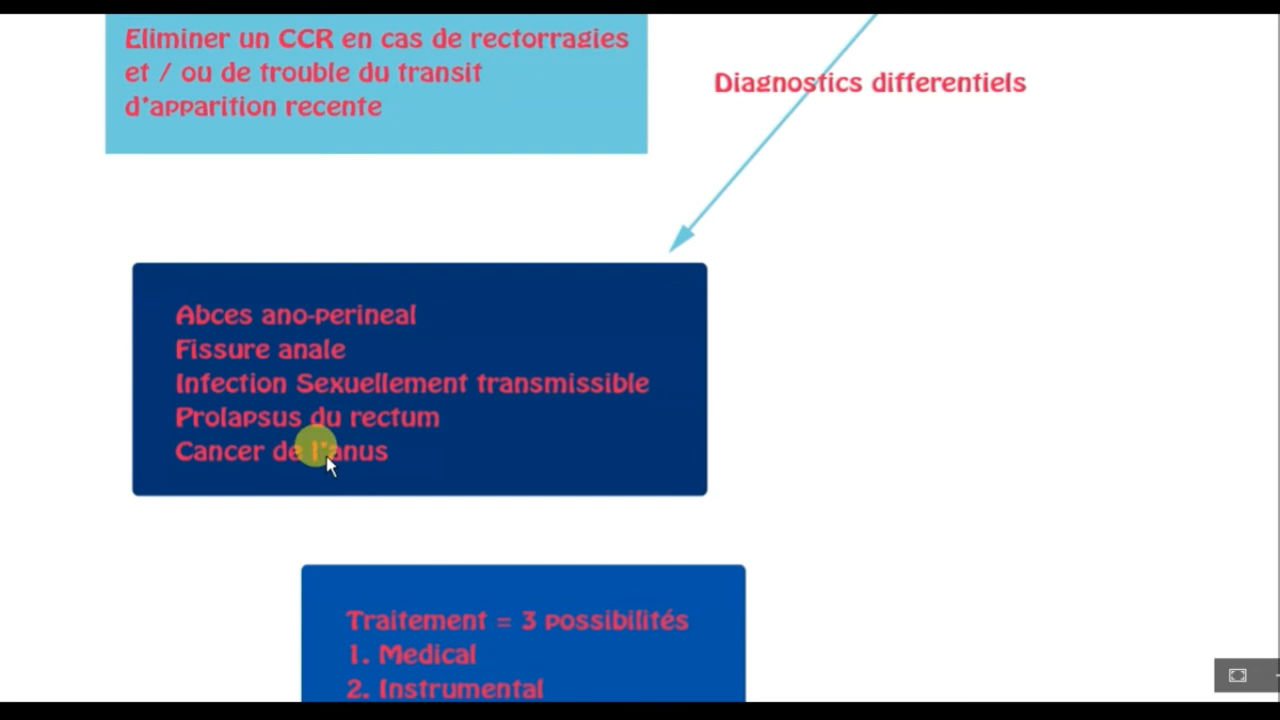 Eliminer un CCR en cas de rectorragies
et / ou de trouble du transit
d'apparition recente
Diagnostics differentiels
Abces ano-perineal
Fissure anale
Infection Sexuellement transmissible
Prolapsus du rectum
Cancer de l'anus
Traitement = 3 possibilités
1. Medical
2. Instrumental